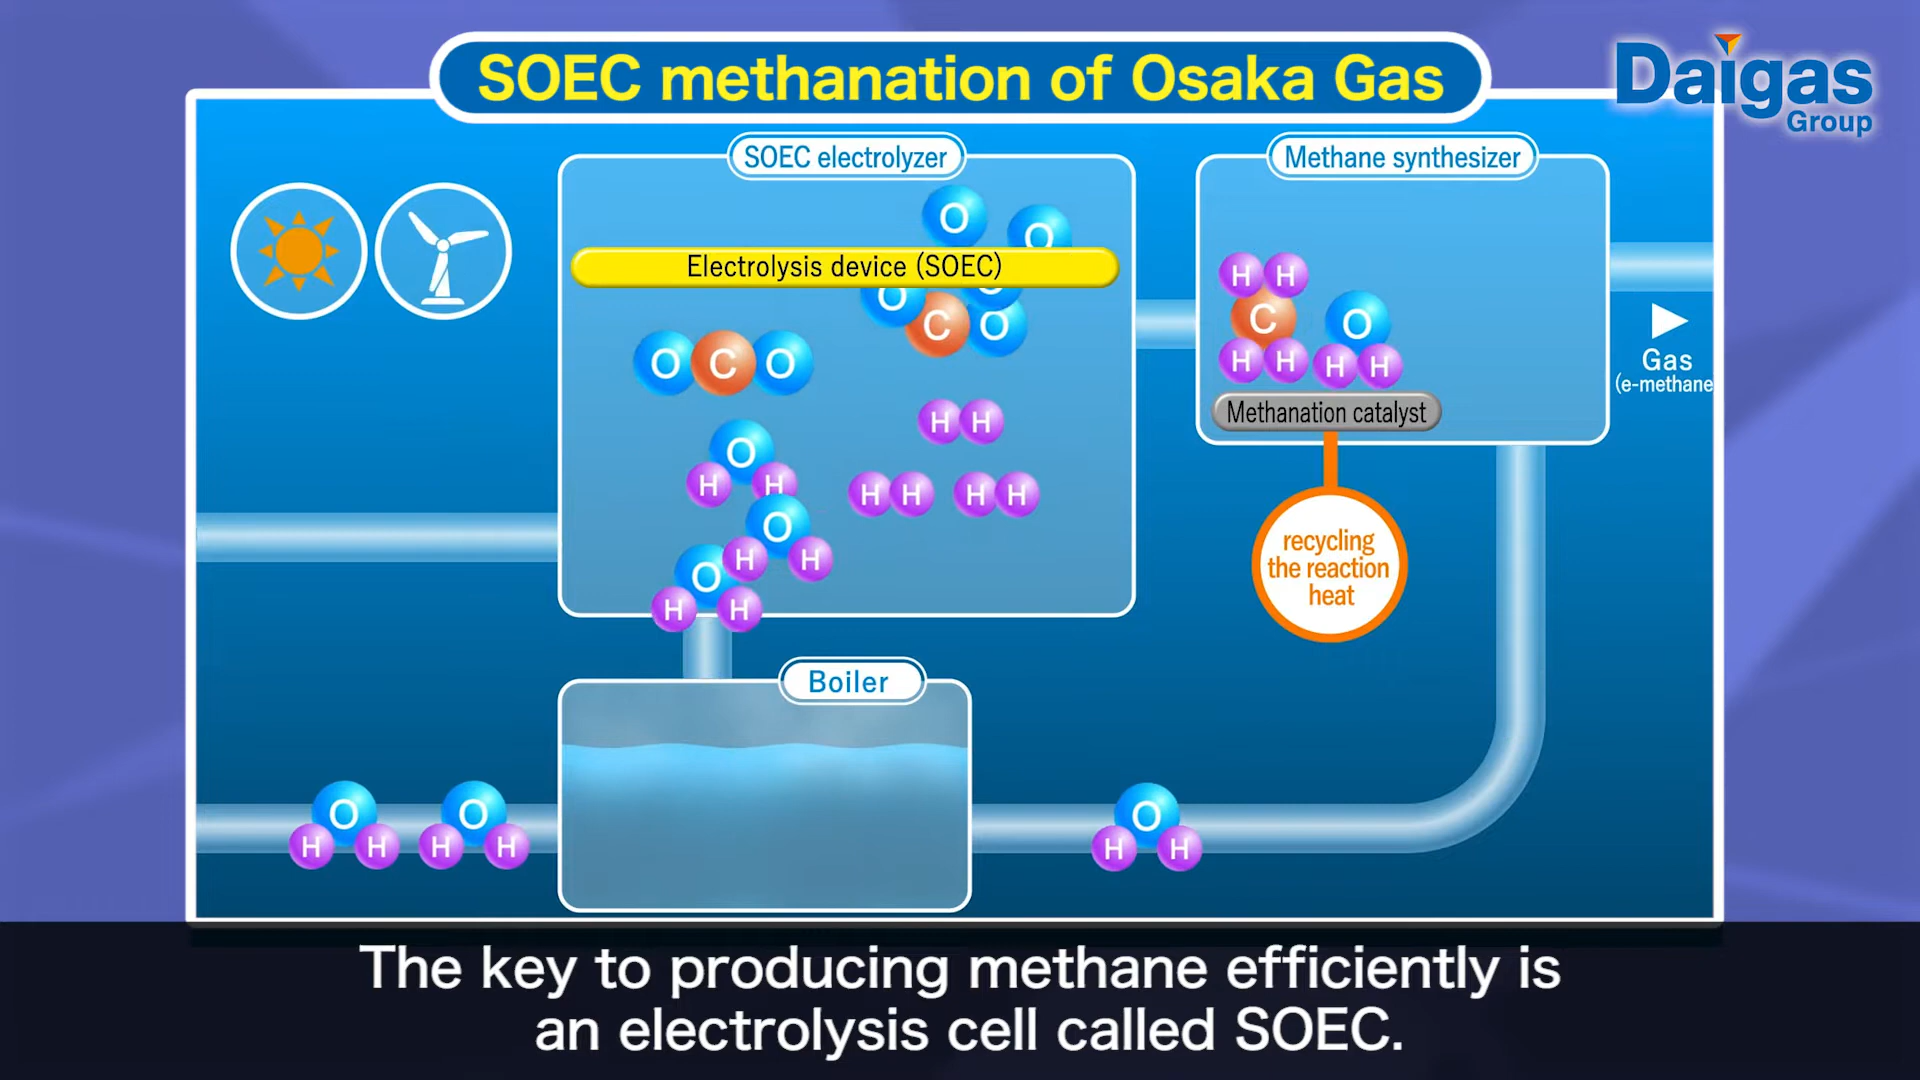 SOEC methanation of Osaka Gas
Daigas
Group
SOEC electrolyzer
Methane synthesizer
O
O
Electrolysis device (SOEC)
O
O
C
O
O C O
H H
C
H H
O
H H
Methanation catalyst
Gas
(e-methane
H H
H H
H H
O
H H
O
H H
O
H H
recycling
the reaction
heat
Boiler
O
H H
O
H H
O
H H
The key to producing methane efficiently is
an electrolysis cell called SOEC.